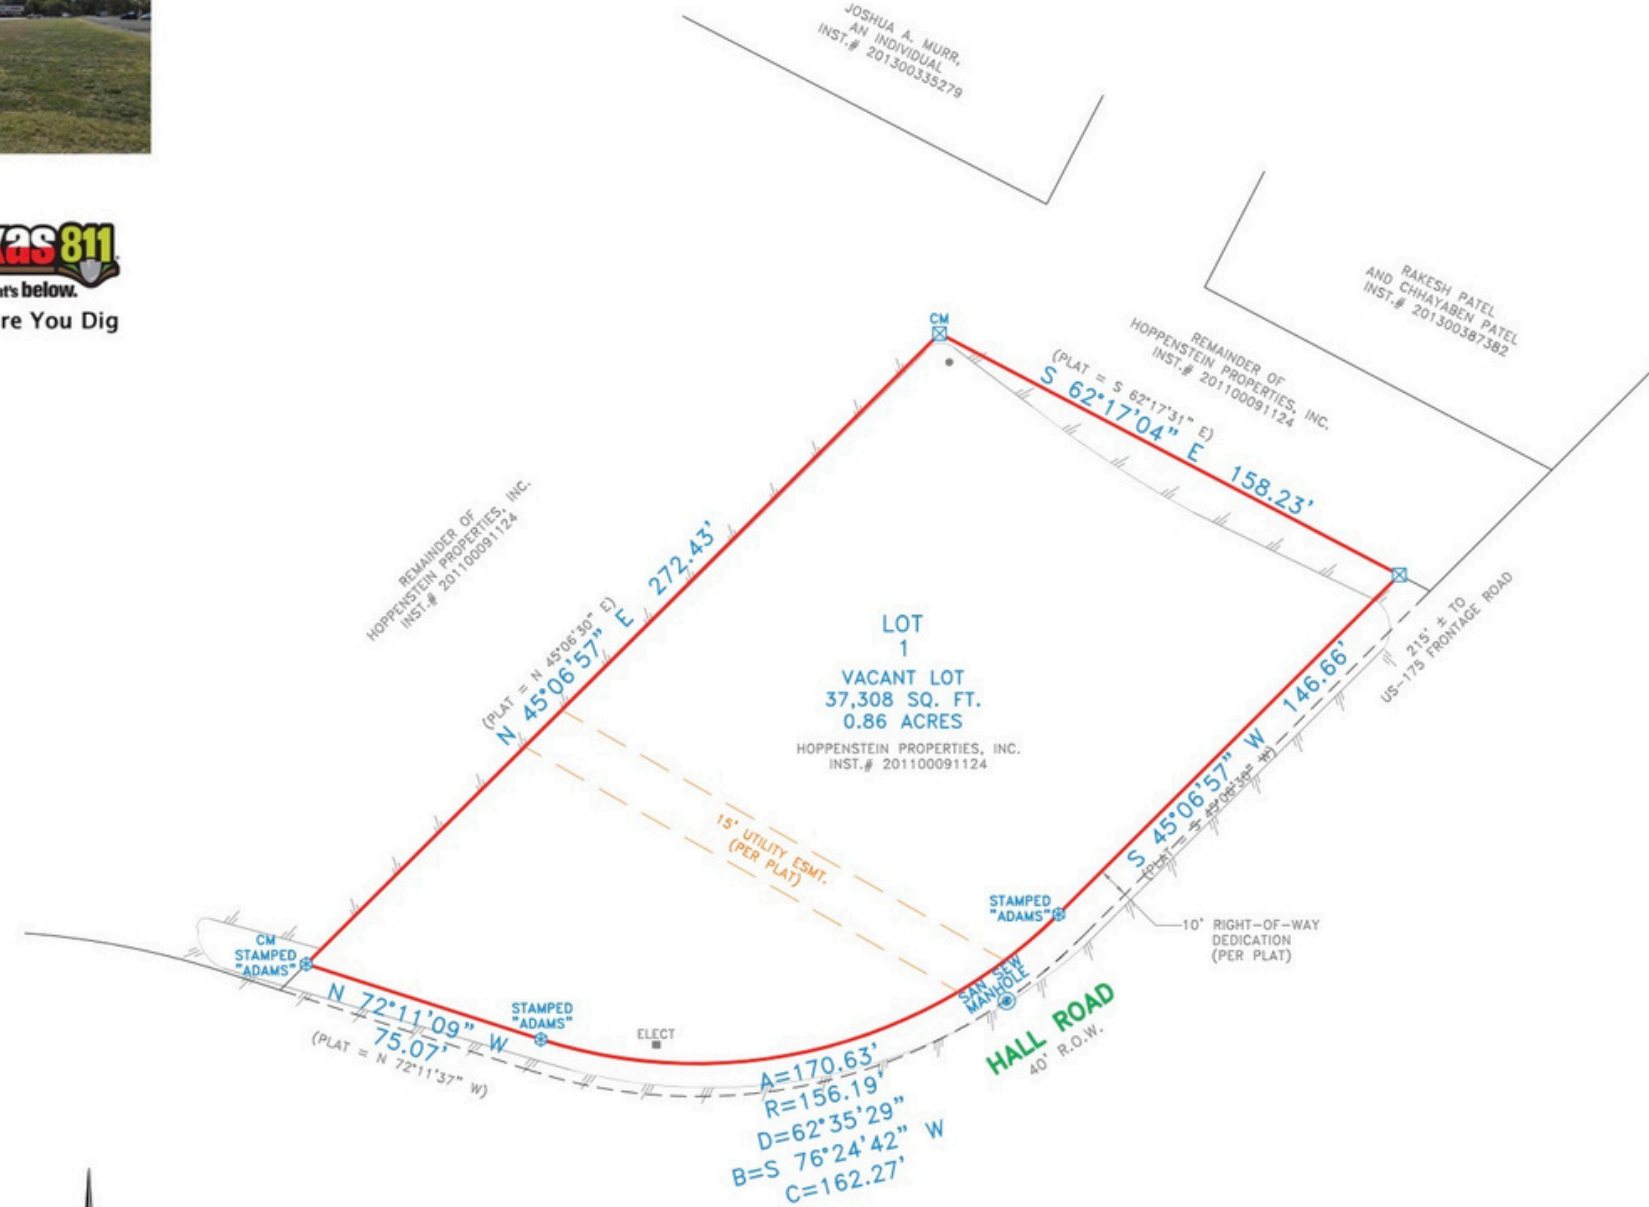 JOSHUA A. MURR,
AN INDIVIDUAL
INST.# 201300335279
811
below.
re You Dig
RAKESH PATEL
AND CHHAYABEN PATEL
INST.# 201300387382
CM
REMAINDER OF
HOPPENSTEIN PROPERTIES, INC.
INST.# 201100091124
(PLAT = S 62°17'31" E)
S 62°17'04" E 158.23'
REMAINDER OF
HOPPENSTEIN PROPERTIES, INC.
INST.# 201100091124
(PLAT = N 45°06'30" E)
N 45°06'57" E 272.43'
LOT
1
VACANT LOT
37,308 SQ. FT.
0.86 ACRES
HOPPENSTEIN PROPERTIES, INC.
INST.# 201100091124
215' ± TO
US-175 FRONTAGE ROAD
S 45°06'57" W 146.66'
(PLAT = S 45°06'30" W)
15' UTILITY ESMT.
(PER PLAT)
STAMPED
"ADAMS"
10' RIGHT-OF-WAY
DEDICATION
(PER PLAT)
CM
STAMPED
"ADAMS"
SAN SEW
MANHOLE
HALL ROAD
40' R.O.W.
STAMPED
"ADAMS"
ELECT
N 72°11'09" W
75.07'
(PLAT = N 72°11'37" W)
A=170.63'
R=156.19'
D=62°35'29"
B=S 76°24'42" W
C=162.27'